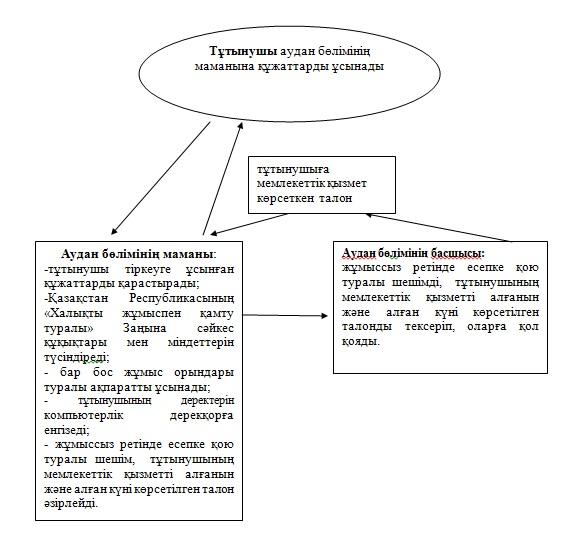 Тұтынушы аудан бөлімінің
маманына құжаттарды ұсынады
тұтынушыға
мемлекеттік қызмет
көрсеткен талон
Аудан бөлімінің маманы:
-тұтынушы тіркеуге ұсынған
құжаттарды қарастырады;
-Қазақстан Республикасының
«Халықты жұмыспен қамту
туралы» Заңына сәйкес
құқықтары мен міндеттерін
түсіндіреді;
- бар бос жұмыс орындары
туралы ақпаратты ұсынады;
- тұтынушының деректерін
компьютерлік дерекқорға
енгізеді;
- жұмыссыз ретінде есепке қою
туралы шешім, тұтынушының
мемлекеттік қызметті алғанын
және алған күні көрсетілген талон
әзірлейді.
Аудан бөлімінің басшысы:
жұмыссыз ретінде есепке қою
туралы шешімді, тұтынушының
мемлекеттік қызметті алғанын
және алған күні көрсетілген
талонды тексеріп, оларға қол
қояды.